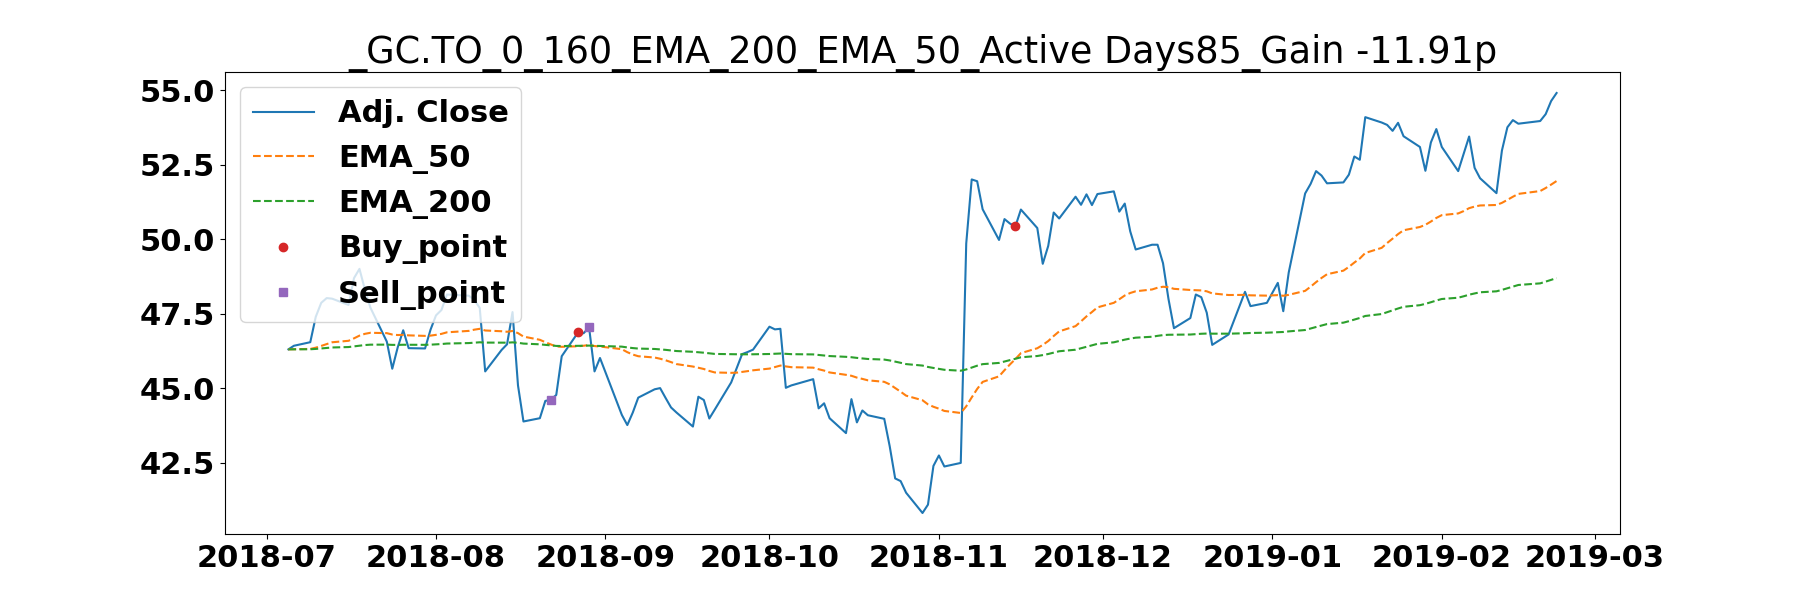 _GC.TO_0_160_EMA_200_EMA_50_Active Days85_Gain -11.91p
55.0
52.5
50.0
47.5
45.0
42.5
Adj. Close
EMA_50
EMA_200
Buy_point
Sell_point
2018-07 2018-08 2018-09 2018-10 2018-11 2018-12 2019-01 2019-02 2019-03